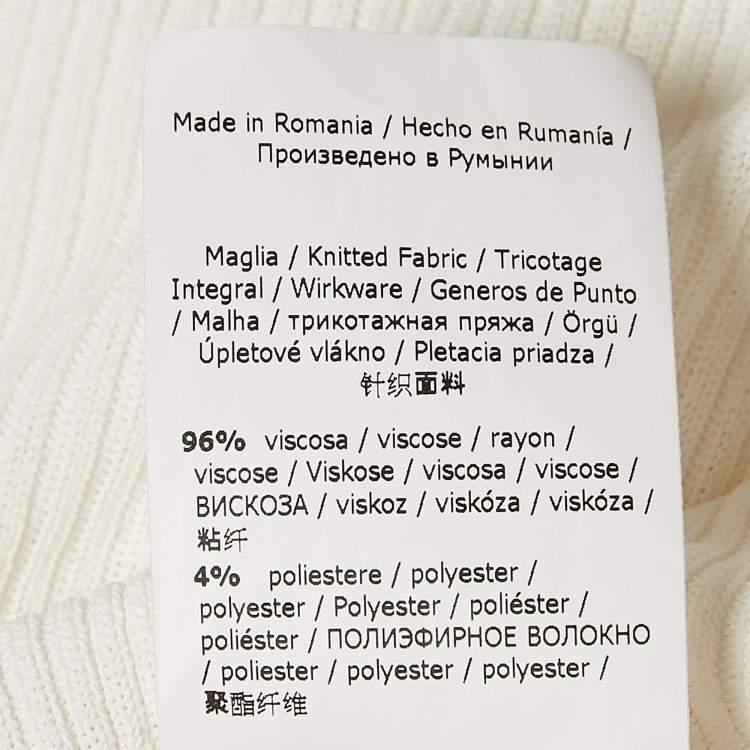 Made in Romania / Hecho en Rumanía /
Произведено в Румынии
Maglia / Knitted Fabric / Tricotage
Integral / Wirkware / Generos de Punto
/ Malha / трикотажная пряжа / Örgü /
Úpletové vlákno / Pletacia priadza /
针织面料
96% viscosa / viscose / rayon /
viscose / Viskose / viscosa / viscose /
ВИСКОЗА / viskoz / viskóza / viskóza /
粘纤
4% poliestere / polyester /
polyester / Polyester / poliéster /
poliéster / ПОЛИЭФИРНОЕ ВОЛОКНО
/ poliester / polyester / polyester /
聚酯纤维